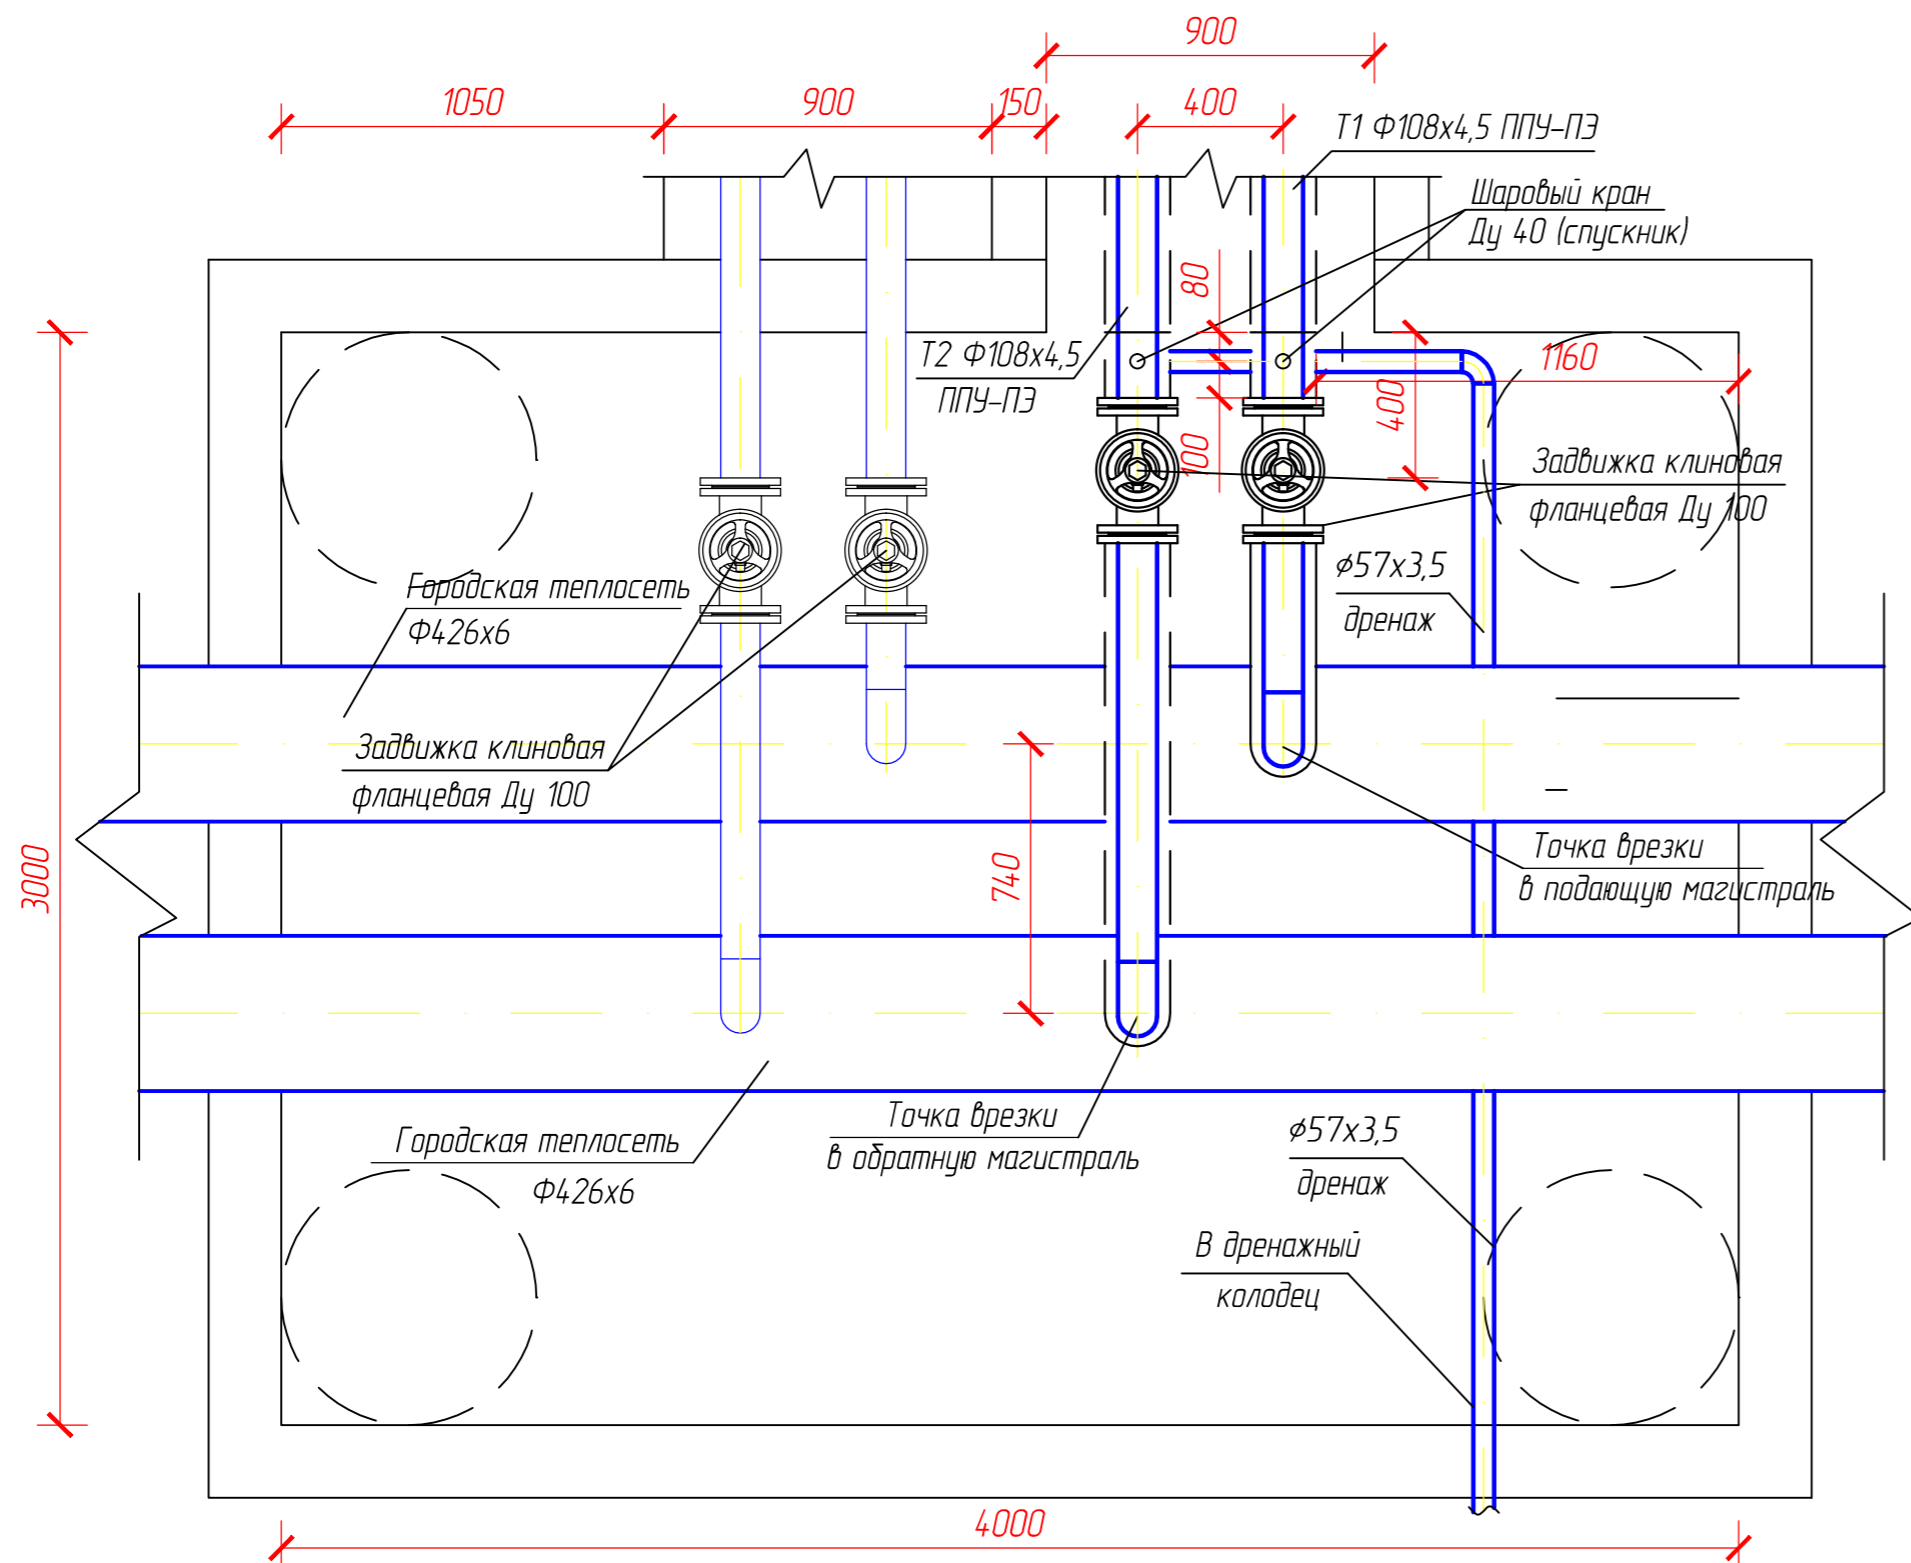 900
1050
900
150
400
Т1 Ф108х4,5 ППУ-ПЭ
Шаровый кран
Ду 40 (спускник)
80
Т2 Ф108х4,5
ППУ-ПЭ
1160
400
100
Задвижка клиновая
фланцевая Ду 100
ϕ57х3,5
дренаж
Городская теплосеть
Ф426х6
Задвижка клиновая
фланцевая Ду 100
3000
740
Точка врезки
в подающую магистраль
Точка врезки
в обратную магистраль
Городская теплосеть
Ф426х6
ϕ57х3,5
дренаж
В дренажный
колодец
4000